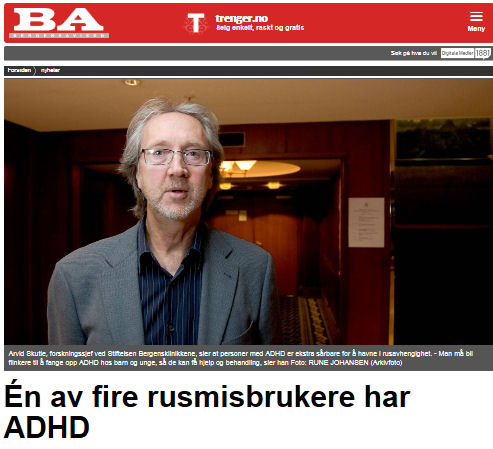 BA
BERGENSAVISEN
trenger.no
Selg enkelt, raskt og gratis
Meny
Søk på hva du vil
Digitale Medier 1881
Forsiden
nyheter
Arvid Skutle, forskningssjef ved Stiftelsen Bergensklinikkene, sier at personer med ADHD er ekstra sårbare for å havne i rusavhengighet. - Man må bli
flinkere til å fange opp ADHD hos barn og unge, så de kan få hjelp og behandling, sier han Foto: RUNE JOHANSEN (Arkivfoto)
Én av fire rusmisbrukere har
ADHD